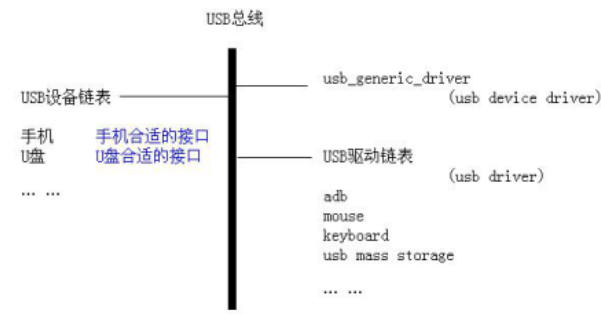 USB总线
USB设备链表
手机 手机合适的接口
U盘 U盘合适的接口
... ...
usb_generic_driver
(usb device driver)
USB驱动链表
(usb driver)
adb
mouse
keyboard
usb mass storage
... ...